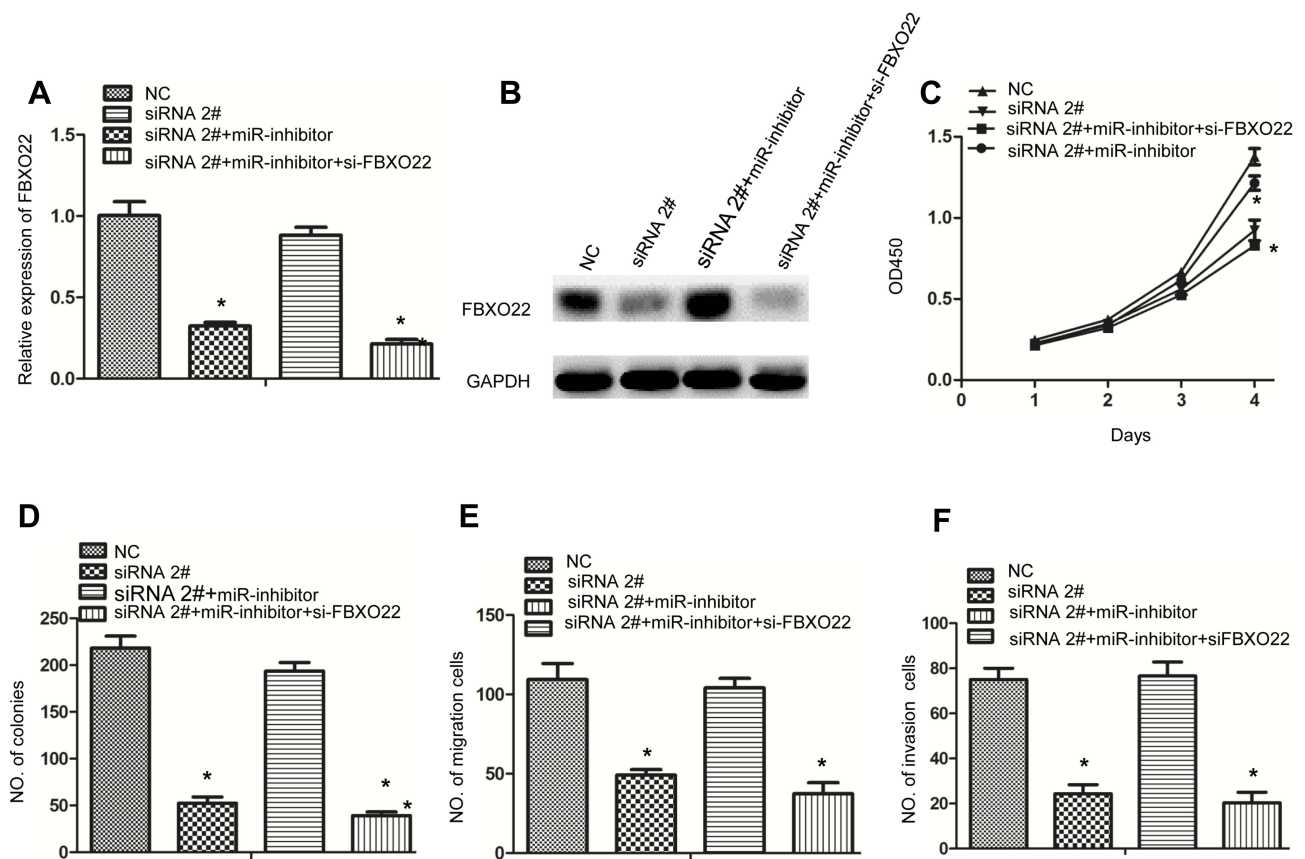 A
NC
siRNA 2#
siRNA 2#+miR-inhibitor
siRNA 2#+miR-inhibitor+si-FBXO22
Relative expression of FBXO22
1.5
1.0
0.5
0.0
*
*
*
B
NC
siRNA 2#
siRNA 2#+miR-inhibitor
siRNA 2#+miR-inhibitor+si-FBXO22
FBXO22
GAPDH
C
NC
siRNA 2#
siRNA 2#+miR-inhibitor+si-FBXO22
siRNA 2#+miR-inhibitor
OD450
1.5
1.0
0.5
0.0
*
*
0 1 2 3 4
Days
D
NC
siRNA 2#
siRNA 2#+miR-inhibitor
siRNA 2#+miR-inhibitor+si-FBXO22
NO. of colonies
250
200
150
100
50
0
*
*
*
E
NC
siRNA 2#
siRNA 2#+miR-inhibitor
siRNA 2#+miR-inhibitor+si-FBXO22
NO. of migration cells
150
100
50
0
*
*
F
NC
siRNA 2#
siRNA 2#+miR-inhibitor
siRNA 2#+miR-inhibitor+siFBXO22
NO. of invasion cells
100
80
60
40
20
0
*
*